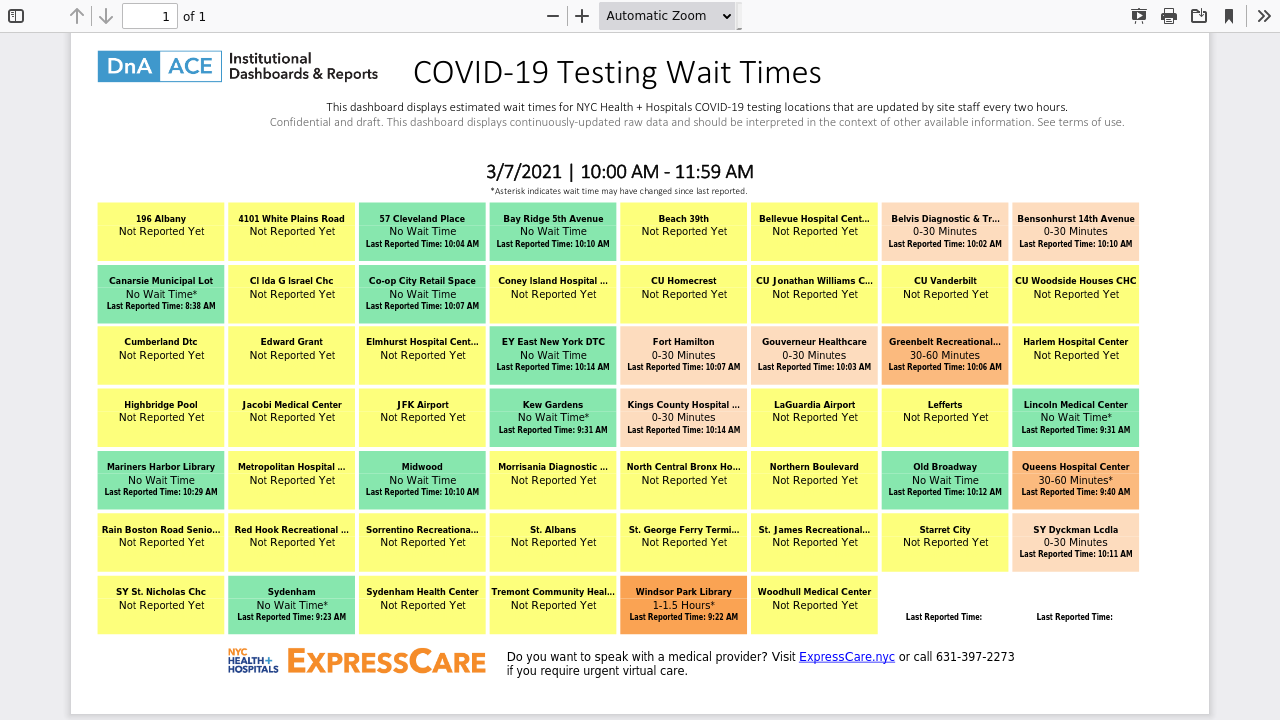 1 of 1
Automatic Zoom
DnA ACE Institutional
Dashboards & Reports
COVID-19 Testing Wait Times
This dashboard displays estimated wait times for NYC Health + Hospitals COVID-19 testing locations that are updated by site staff every two hours.
Confidential and draft. This dashboard displays continuously-updated raw data and should be interpreted in the context of other available information. See terms of use.
3/7/2021 | 10:00 AM - 11:59 AM
*Asterisk indicates wait time may have changed since last reported.
196 Albany
Not Reported Yet
4101 White Plains Road
Not Reported Yet
57 Cleveland Place
No Wait Time
Last Reported Time: 10:04 AM
Bay Ridge 5th Avenue
No Wait Time
Last Reported Time: 10:10 AM
Beach 39th
Not Reported Yet
Bellevue Hospital Cent...
Not Reported Yet
Belvis Diagnostic & Tr...
0-30 Minutes
Last Reported Time: 10:02 AM
Bensonhurst 14th Avenue
0-30 Minutes
Last Reported Time: 10:10 AM
Canarsie Municipal Lot
No Wait Time*
Last Reported Time: 8:38 AM
Cl Ida G Israel Chc
Not Reported Yet
Co-op City Retail Space
No Wait Time
Last Reported Time: 10:07 AM
Coney Island Hospital ...
Not Reported Yet
CU Homecrest
Not Reported Yet
CU Jonathan Williams C...
Not Reported Yet
CU Vanderbilt
Not Reported Yet
CU Woodside Houses CHC
Not Reported Yet
Cumberland Dtc
Not Reported Yet
Edward Grant
Not Reported Yet
Elmhurst Hospital Cent...
Not Reported Yet
EY East New York DTC
No Wait Time
Last Reported Time: 10:14 AM
Fort Hamilton
0-30 Minutes
Last Reported Time: 10:07 AM
Gouverneur Healthcare
0-30 Minutes
Last Reported Time: 10:03 AM
Greenbelt Recreational...
30-60 Minutes
Last Reported Time: 10:06 AM
Harlem Hospital Center
Not Reported Yet
Highbridge Pool
Not Reported Yet
Jacobi Medical Center
Not Reported Yet
JFK Airport
Not Reported Yet
Kew Gardens
No Wait Time*
Last Reported Time: 9:31 AM
Kings County Hospital ...
0-30 Minutes
Last Reported Time: 10:14 AM
LaGuardia Airport
Not Reported Yet
Lefferts
Not Reported Yet
Lincoln Medical Center
No Wait Time*
Last Reported Time: 9:31 AM
Mariners Harbor Library
No Wait Time
Last Reported Time: 10:29 AM
Metropolitan Hospital ...
Not Reported Yet
Midwood
No Wait Time
Last Reported Time: 10:10 AM
Morrisania Diagnostic ...
Not Reported Yet
North Central Bronx Ho...
Not Reported Yet
Northern Boulevard
Not Reported Yet
Old Broadway
No Wait Time
Last Reported Time: 10:12 AM
Queens Hospital Center
30-60 Minutes*
Last Reported Time: 9:40 AM
Rain Boston Road Senio...
Not Reported Yet
Red Hook Recreational ...
Not Reported Yet
Sorrentino Recreationa...
Not Reported Yet
St. Albans
Not Reported Yet
St. George Ferry Termi...
Not Reported Yet
St. James Recreational...
Not Reported Yet
Starret City
Not Reported Yet
SY Dyckman Lcdla
0-30 Minutes
Last Reported Time: 10:11 AM
SY St. Nicholas Chc
Not Reported Yet
Sydenham
No Wait Time*
Last Reported Time: 9:23 AM
Sydenham Health Center
Not Reported Yet
Tremont Community Heal...
Not Reported Yet
Windsor Park Library
1-1.5 Hours*
Last Reported Time: 9:22 AM
Woodhull Medical Center
Not Reported Yet
Last Reported Time:
Last Reported Time:
NYC
HEALTH+
HOSPITALS
EXPRESSCARE
Do you want to speak with a medical provider? Visit ExpressCare.nyc or call 631-397-2273
if you require urgent virtual care.